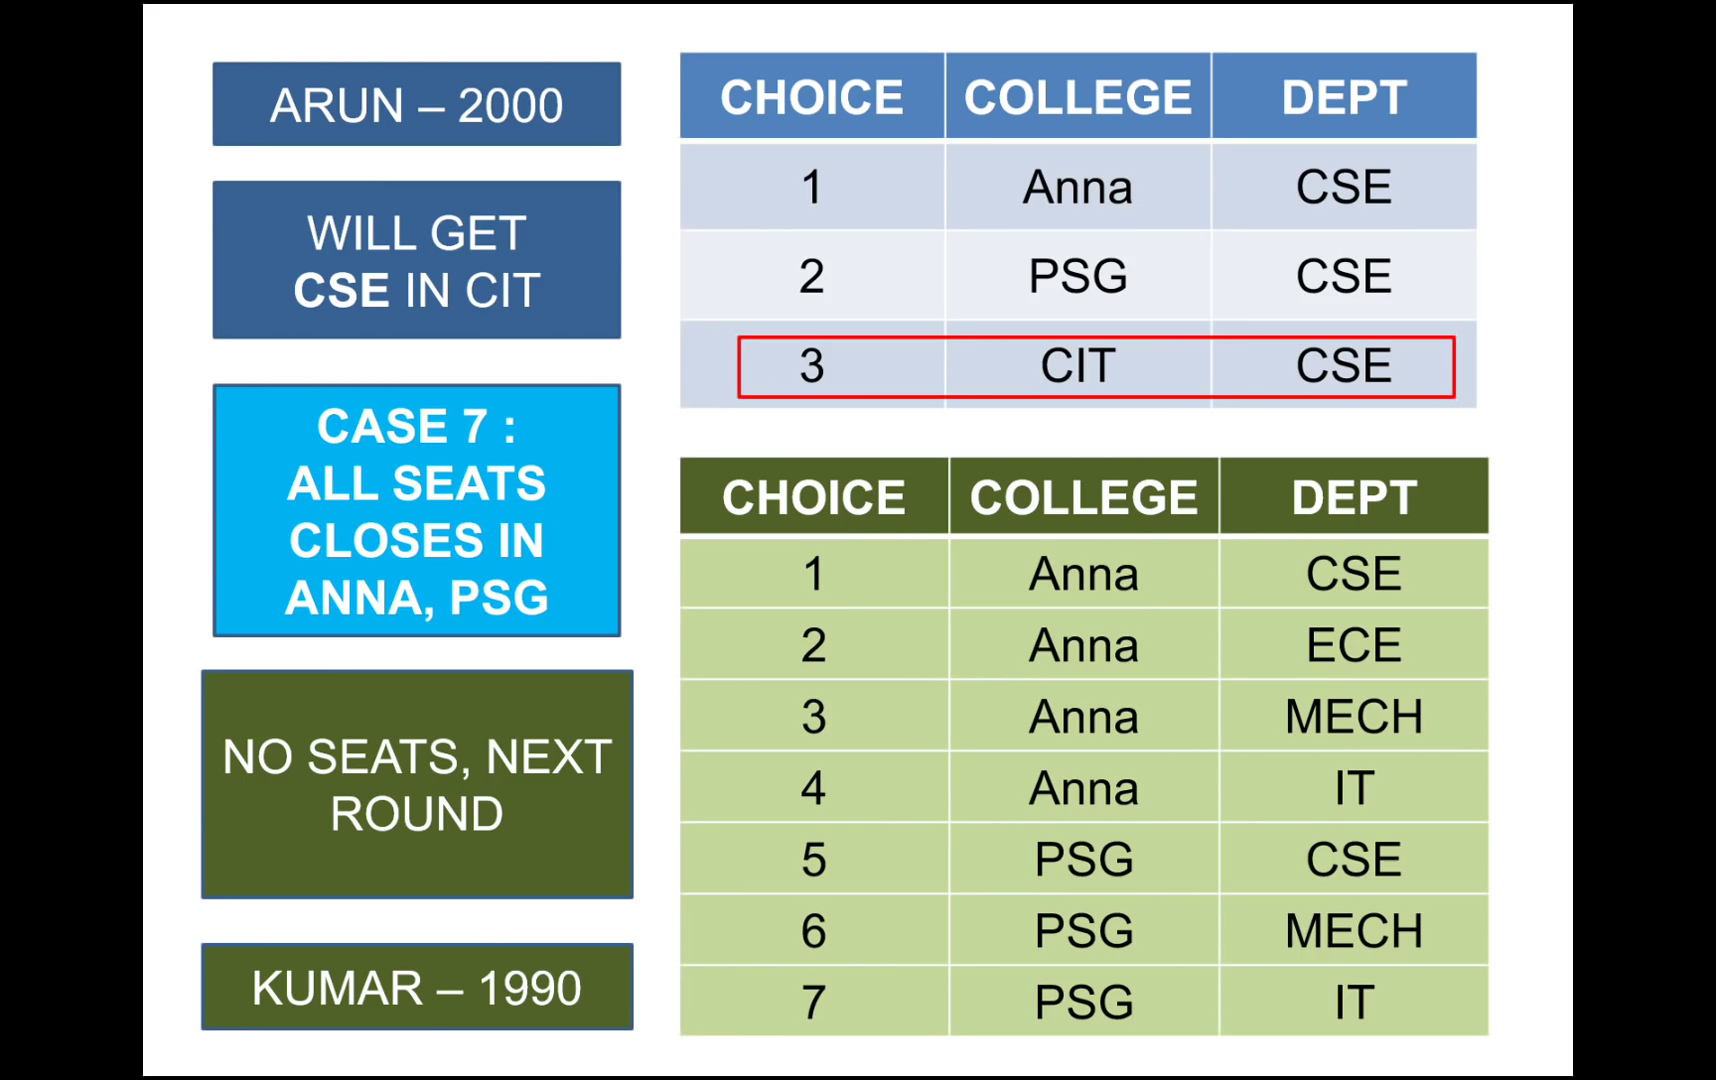 ARUN – 2000
WILL GET
CSE IN CIT
CASE 7 :
ALL SEATS
CLOSES IN
ANNA, PSG
NO SEATS, NEXT
ROUND
KUMAR – 1990
CHOICE COLLEGE DEPT
1 Anna CSE
2 PSG CSE
3 CIT CSE
CHOICE COLLEGE DEPT
1 Anna CSE
2 Anna ECE
3 Anna MECH
4 Anna IT
5 PSG CSE
6 PSG MECH
7 PSG IT